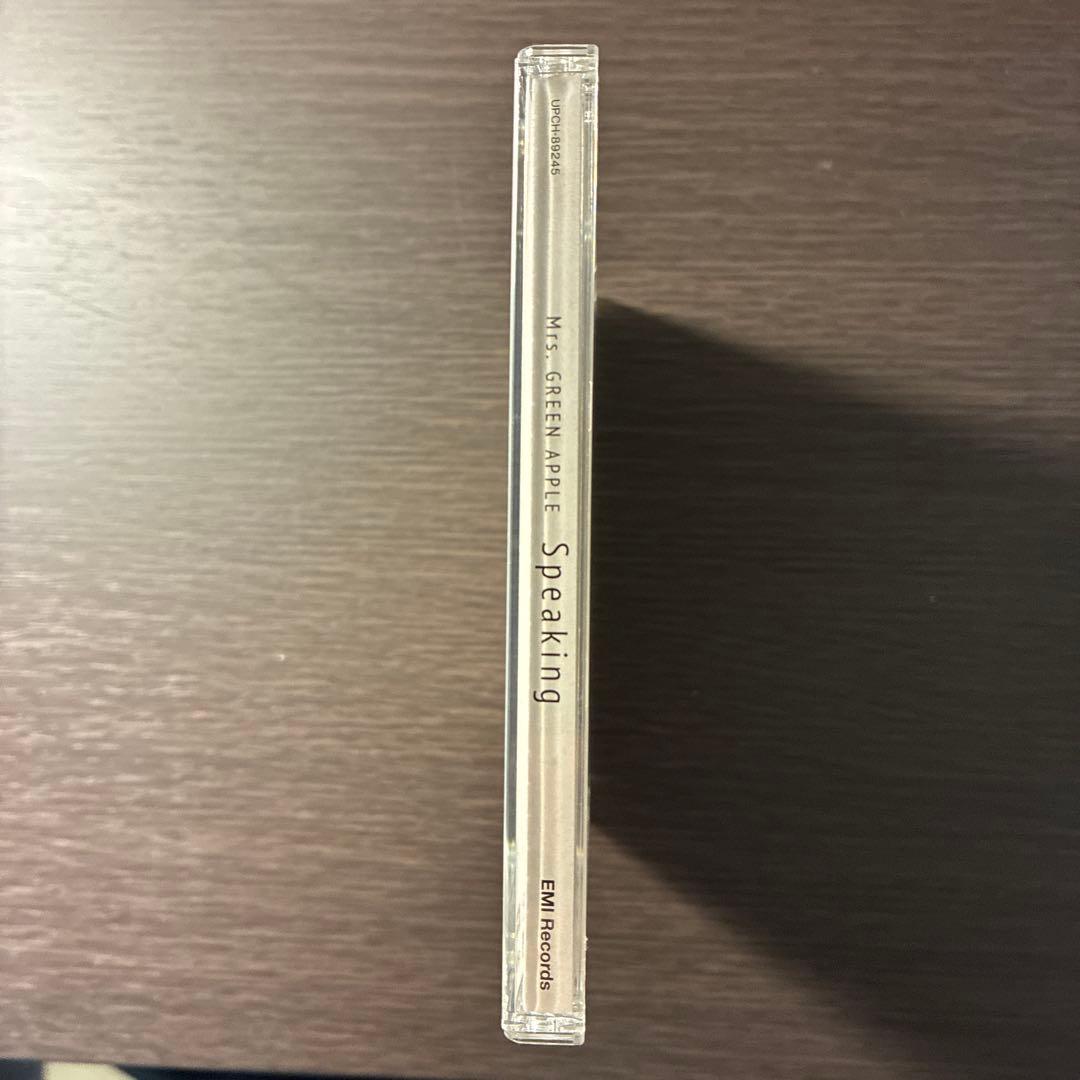 UPCH-89245
Mrs. GREEN APPLE Speaking
EMI Records